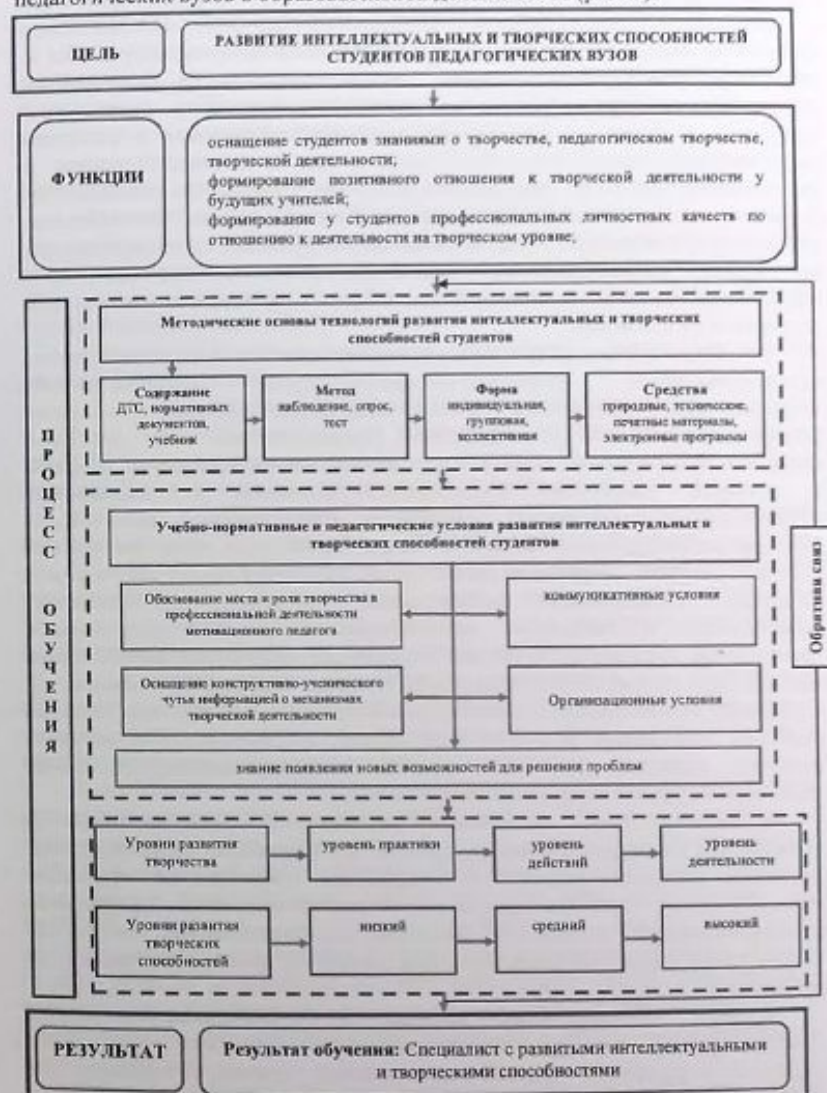 ЦЕЛЬ
РАЗВИТИЕ ИНТЕЛЛЕКТУАЛЬНЫХ И ТВОРЧЕСКИХ СПОСОБНОСТЕЙ
СТУДЕНТОВ ПЕДАГОГИЧЕСКИХ ВУЗОВ
ФУНКЦИИ
оснащение студентов знаниями о творчестве, педагогическом творчестве,
творческой деятельности;
формирование позитивного отношения к творческой деятельности у
будущих учителей;
формирование у студентов профессиональных личностных качеств по
отношению к деятельности на творческом уровне;
ПРОЦЕСС ОБУЧЕНИЯ
Методические основы технологий развития интеллектуальных и творческих
способностей студентов
Содержание
ДТС, нормативных
документов,
учебник
Метод
наблюдение, опрос,
тест
Форма
индивидуальная,
групповая,
коллективная
Средства
природные, технические,
печатные материалы,
электронные программы
Учебно-нормативные и педагогические условия развития интеллектуальных и
творческих способностей студентов
Обоснование места и роли творчества в
профессиональной деятельности
мотивационного педагога
коммуникативные условия
Оснащение конструктивно-ученического
чутья информацией о механизмах
творческой деятельности
Организационные условия
знание появления новых возможностей для решения проблем
Обратная связ
Уровни развития
творчества
уровень практики
уровень
действий
уровень
деятельности
Уровни развития
творческих
способностей
низкий
средний
высокий
РЕЗУЛЬТАТ
Результат обучения: Специалист с развитыми интеллектуальными
и творческими способностями